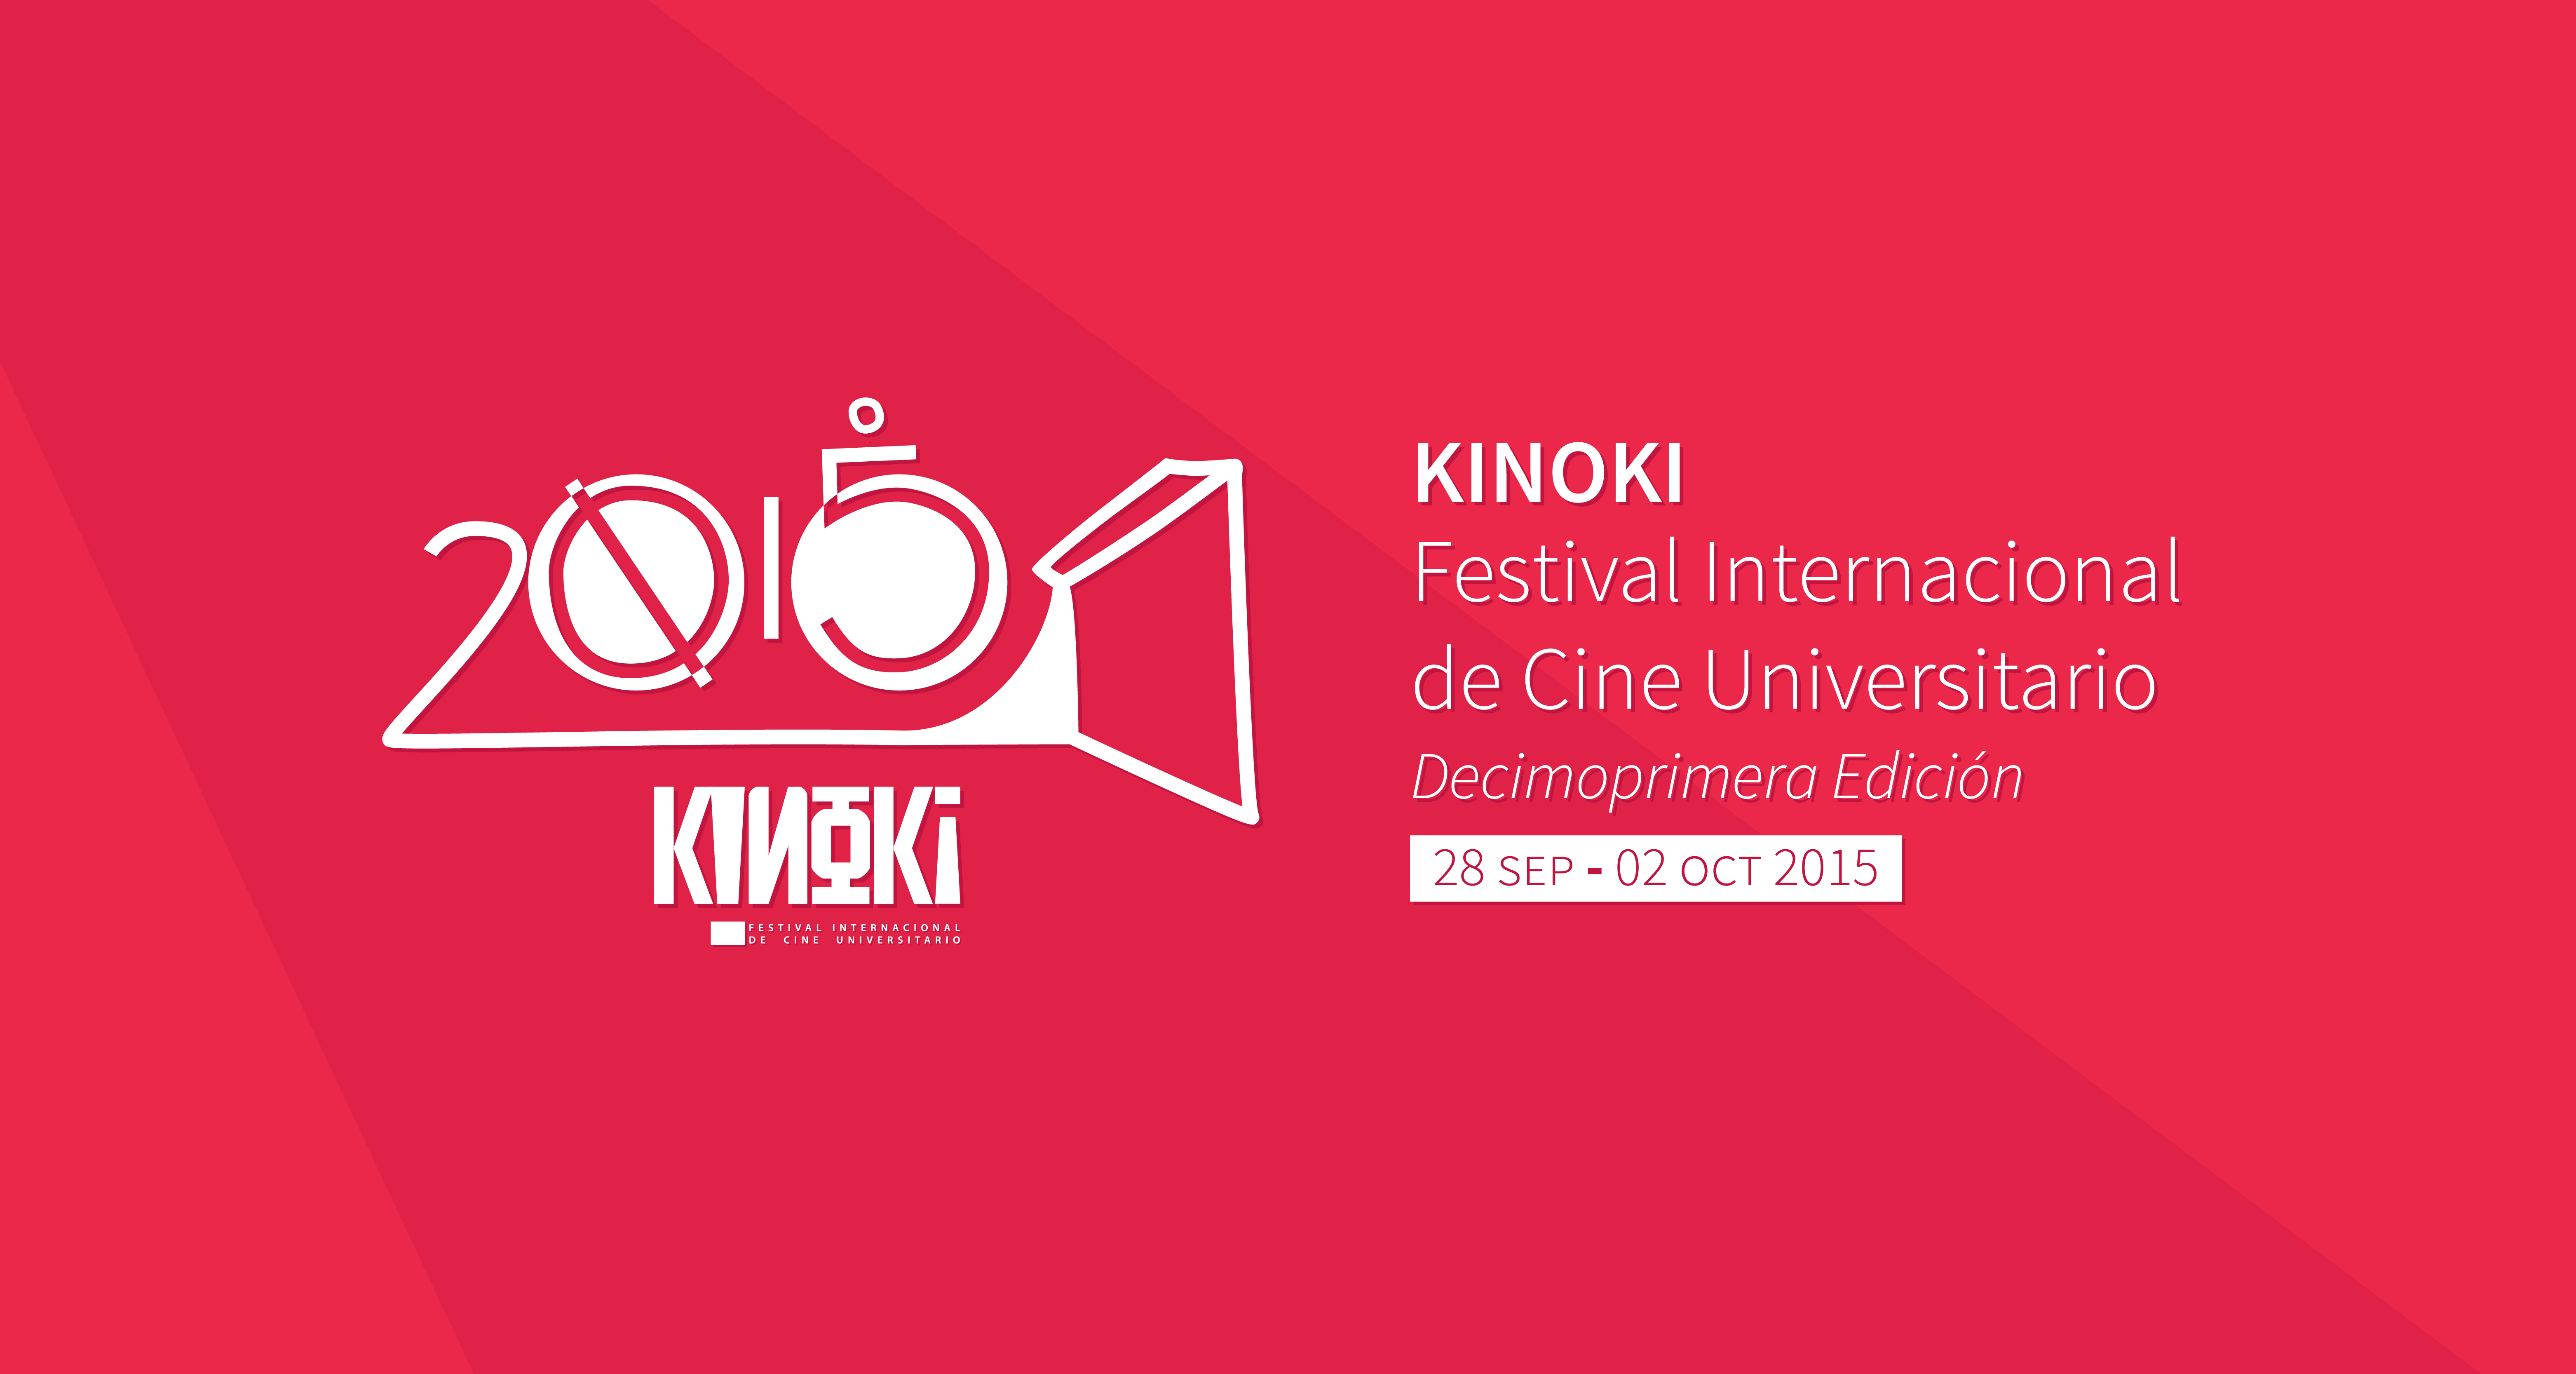 2015
KINOKI
FESTIVAL INTERNACIONAL
DE CINE UNIVERSITARIO
KINOKI
Festival Internacional
de Cine Universitario
Decimoprimera Edición
28 SEP - 02 OCT 2015